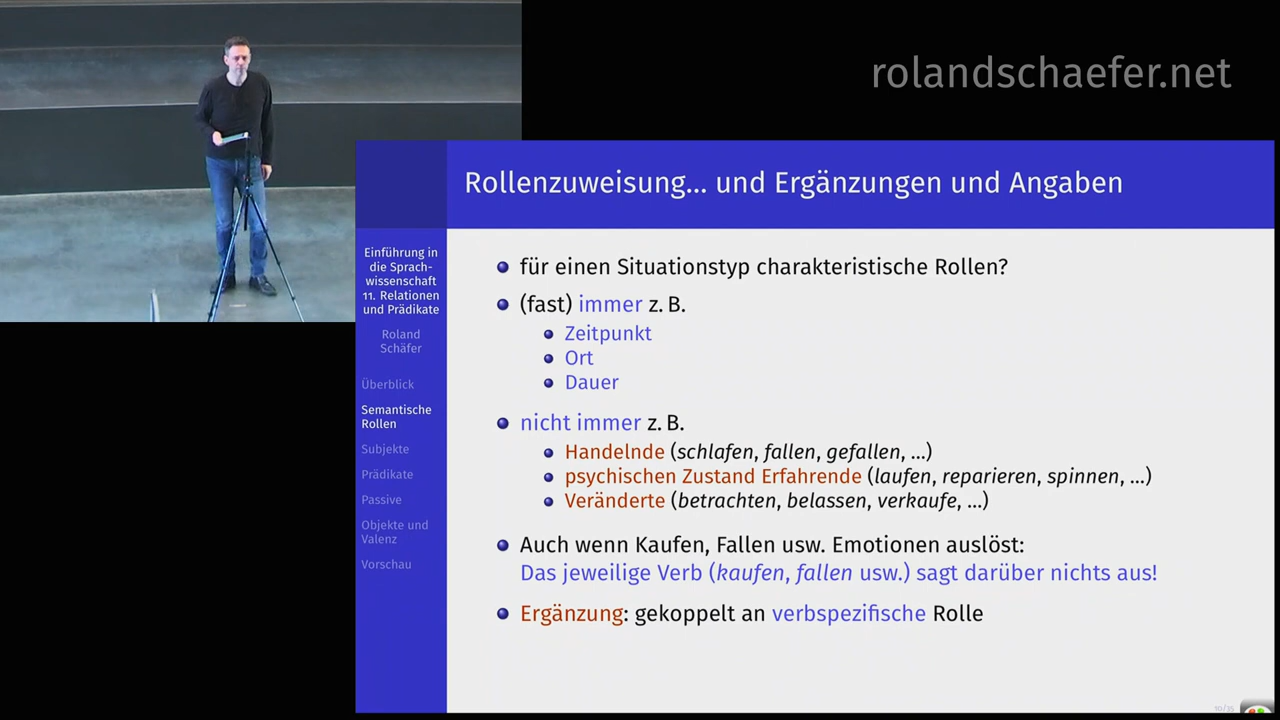 rolandschaefer.net
Rollenzuweisung... und Ergänzungen und Angaben
Einführung in
die Sprach-
wissenschaft
11. Relationen
und Prädikate
Roland
Schäfer
Überblick
Semantische
Rollen
Subjekte
Prädikate
Passive
Objekte und
Valenz
Vorschau
für einen Situationstyp charakteristische Rollen?
(fast) immer z. B.
Zeitpunkt
Ort
Dauer
nicht immer z. B.
Handelnde (schlafen, fallen, gefallen, ...)
psychischen Zustand Erfahrende (laufen, reparieren, spinnen, ...)
Veränderte (betrachten, belassen, verkaufe, ...)
Auch wenn Kaufen, Fallen usw. Emotionen auslöst:
Das jeweilige Verb (kaufen, fallen usw.) sagt darüber nichts aus!
Ergänzung: gekoppelt an verbspezifische Rolle
10/35